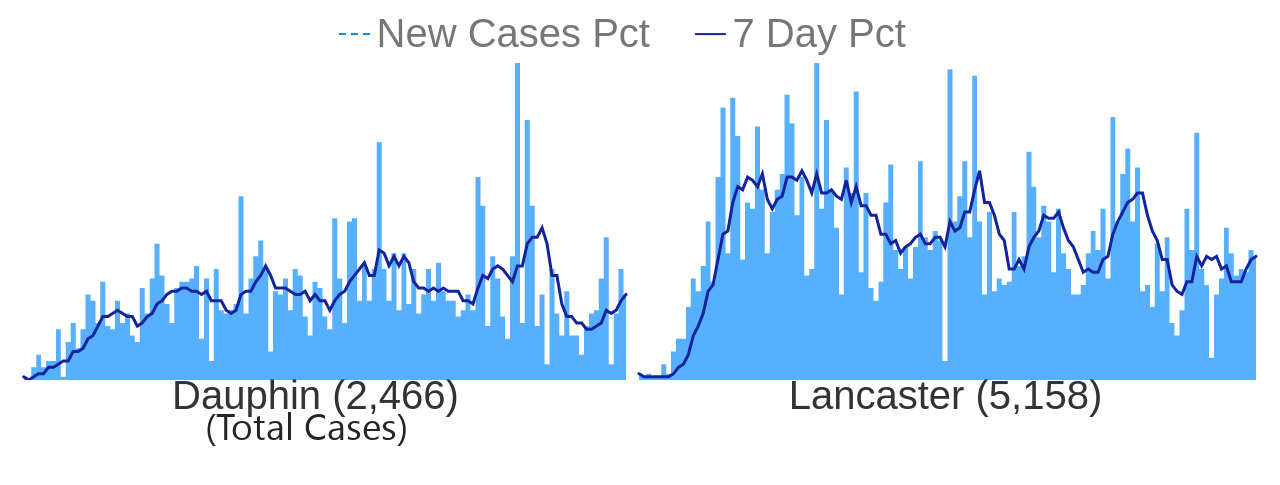 New Cases Pct 7 Day Pct
Dauphin (2,466) Lancaster (5,158)
(Total Cases)